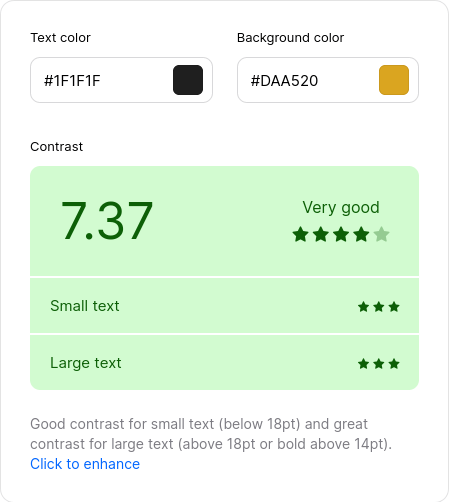 Text color
Background color
#1F1F1F
#DAA520
Contrast
7.37
Very good
Small text
Large text
Good contrast for small text (below 18pt) and great
contrast for large text (above 18pt or bold above 14pt).
Click to enhance